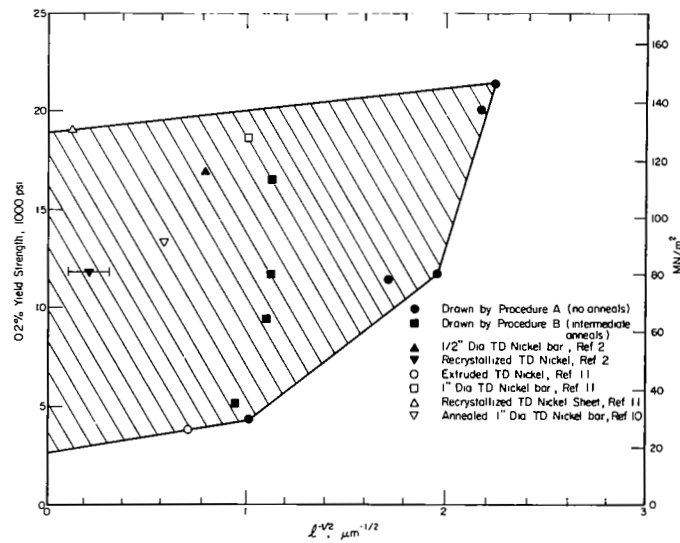 25
20
15
10
5
0
0.2% Yield Strength, 1000 psi
160
140
120
100
80
60
40
20
0
MN/m²
● Drawn by Procedure A (no anneals)
■ Drawn by Procedure B (intermediate
anneals)
▲ 1/2" Dia TD Nickel bar, Ref 2
▼ Recrystallized TD Nickel, Ref 2
○ Extruded TD Nickel, Ref 11
□ 1" Dia TD Nickel bar, Ref 11
△ Recrystallized TD Nickel Sheet, Ref 11
▽ Annealed 1" Dia TD Nickel bar, Ref 10
0 1 2 3
ℓ^-1/2, μm^-1/2